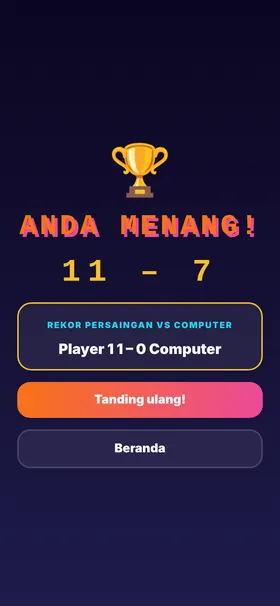 ANDA MENANG!
11 – 7
REKOR PERSAINGAN VS COMPUTER
Player 1 1 – 0 Computer
Tanding ulang!
Beranda